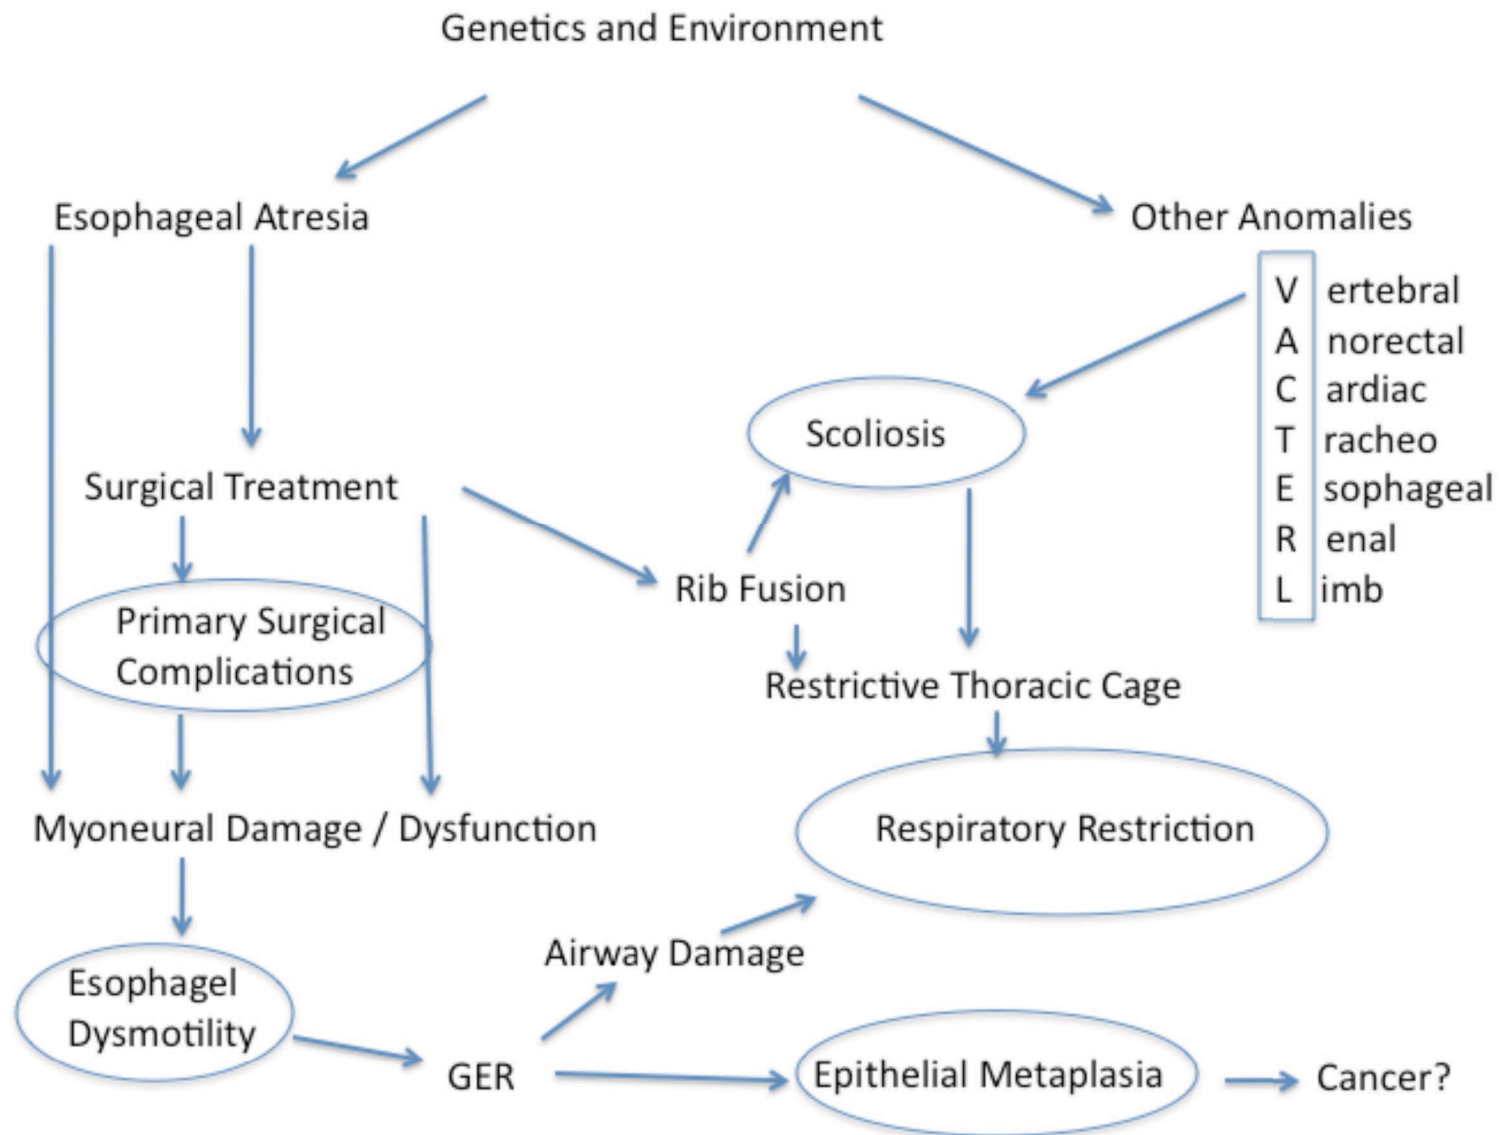 Genetics and Environment
Esophageal Atresia
Other Anomalies
V ertebral
A norectal
C ardiac
T racheo
E sophageal
R enal
L imb
Scoliosis
Surgical Treatment
Rib Fusion
Primary Surgical
Complications
Restrictive Thoracic Cage
Myoneural Damage / Dysfunction
Respiratory Restriction
Airway Damage
Esophagel
Dysmotility
GER
Epithelial Metaplasia
Cancer?